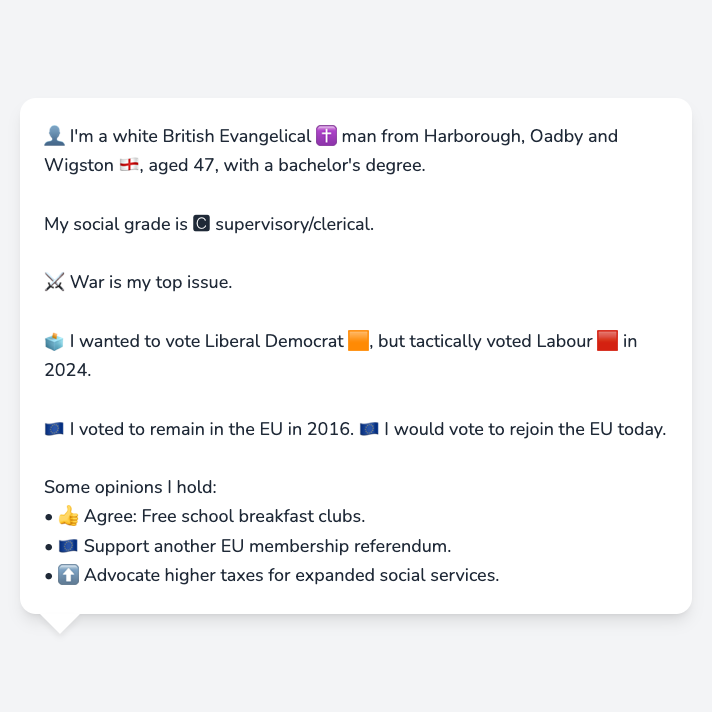 👤 I'm a white British Evangelical ✝️ man from Harborough, Oadby and
Wigston 🏴󠁧󠁢󠁥󠁮󠁧󠁿, aged 47, with a bachelor's degree.
My social grade is 🅲 supervisory/clerical.
⚔️ War is my top issue.
🗳️ I wanted to vote Liberal Democrat 🟧, but tactically voted Labour 🟥 in
2024.
🇪🇺 I voted to remain in the EU in 2016. 🇪🇺 I would vote to rejoin the EU today.
Some opinions I hold:
• 👍 Agree: Free school breakfast clubs.
• 🇪🇺 Support another EU membership referendum.
• ⬆️ Advocate higher taxes for expanded social services.